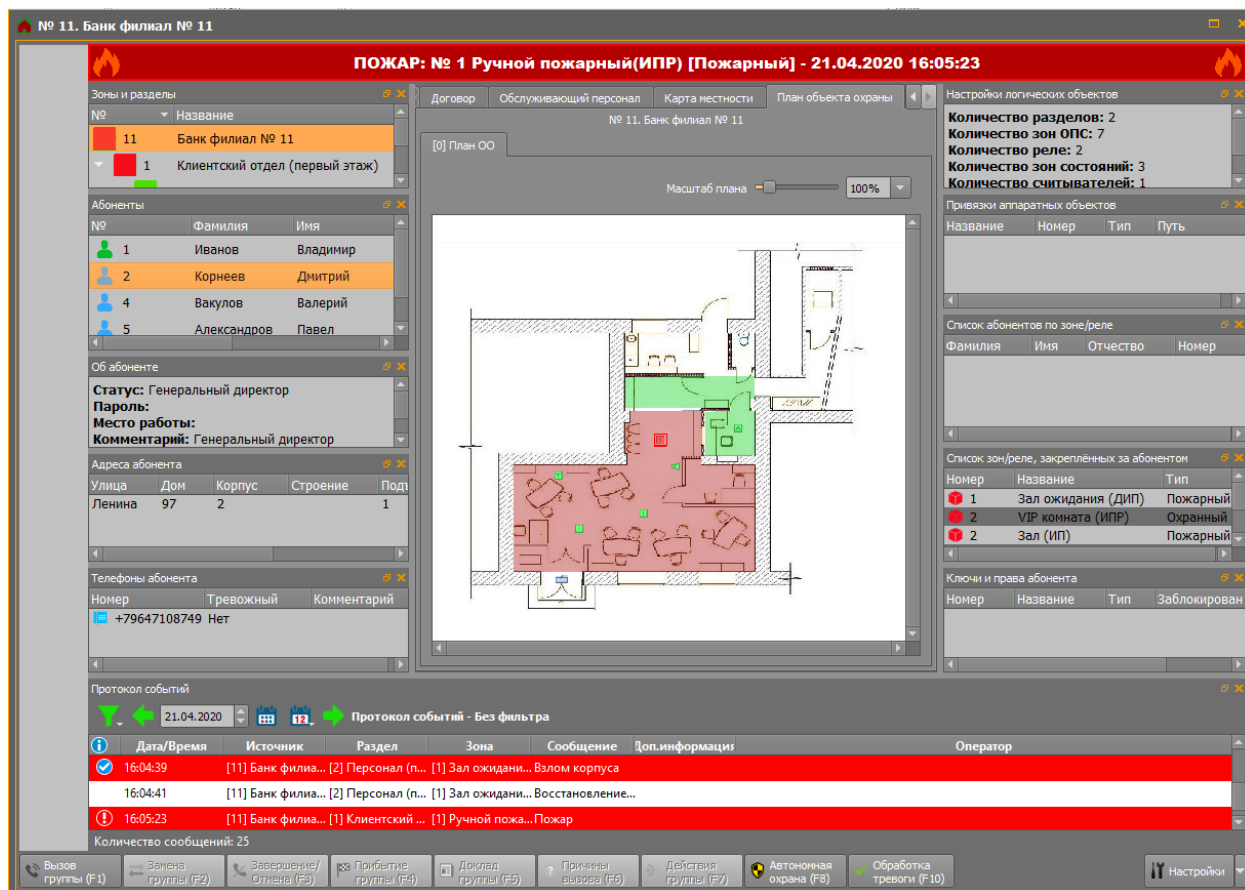 № 11. Банк филиал № 11
ПОЖАР: № 1 Ручной пожарный(ИПР) [Пожарный] - 21.04.2020 16:05:23
Зоны и разделы
№ Название
11 Банк филиал № 11
1 Клиентский отдел (первый этаж)
Абоненты
№ Фамилия Имя
1 Иванов Владимир
2 Корнеев Дмитрий
4 Вакулов Валерий
5 Александров Павел
Об абоненте
Статус: Генеральный директор
Пароль:
Место работы:
Комментарий: Генеральный директор
Адреса абонента
Улица Дом Корпус Строение Подъ
Ленина 97 2 1
Телефоны абонента
Номер Тревожный Комментарий
+79647108749 Нет
Договор Обслуживающий персонал Карта местности План объекта охраны
№ 11. Банк филиал № 11
[0] План ОО
Масштаб плана 100%
Настройки логических объектов
Количество разделов: 2
Количество зон ОПС: 7
Количество реле: 2
Количество зон состояний: 3
Количество считывателей: 1
Привязки аппаратных объектов
Название Номер Тип Путь
Список абонентов по зоне/реле
Фамилия Имя Отчество Номер
Список зон/реле, закреплённых за абонентом
Номер Название Тип
1 Зал ожидания (ДИП) Пожарный
2 VIP комната (ИПР) Охранный
2 Зал (ИП) Пожарный
Ключи и права абонента
Номер Название Тип Заблокирован
Протокол событий
21.04.2020 12 Протокол событий - Без фильтра
Дата/Время Источник Раздел Зона Сообщение Доп.информация Оператор
16:04:39 [11] Банк филиа... [2] Персонал (п... [1] Зал ожидани... Взлом корпуса
16:04:41 [11] Банк филиа... [2] Персонал (п... [1] Зал ожидани... Восстановление...
16:05:23 [11] Банк филиа... [1] Клиентский ... [1] Ручной пожа... Пожар
Количество сообщений: 25
Вызов группы (F1)
Замена группы (F2)
Завершение/Отмена (F3)
Прибытие группы (F4)
Доклад группы (F5)
Причины вызова (F6)
Действия группы (F7)
Автономная охрана (F8)
Обработка тревоги (F10)
Настройки